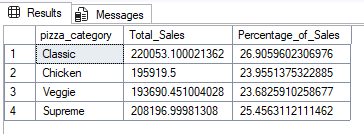 Results Messages
pizza_category Total_Sales Percentage_of_Sales
1 Classic 220053.100021362 26.9059602306976
2 Chicken 195919.5 23.9551375322885
3 Veggie 193690.451004028 23.6825910258677
4 Supreme 208196.99981308 25.4563112111462